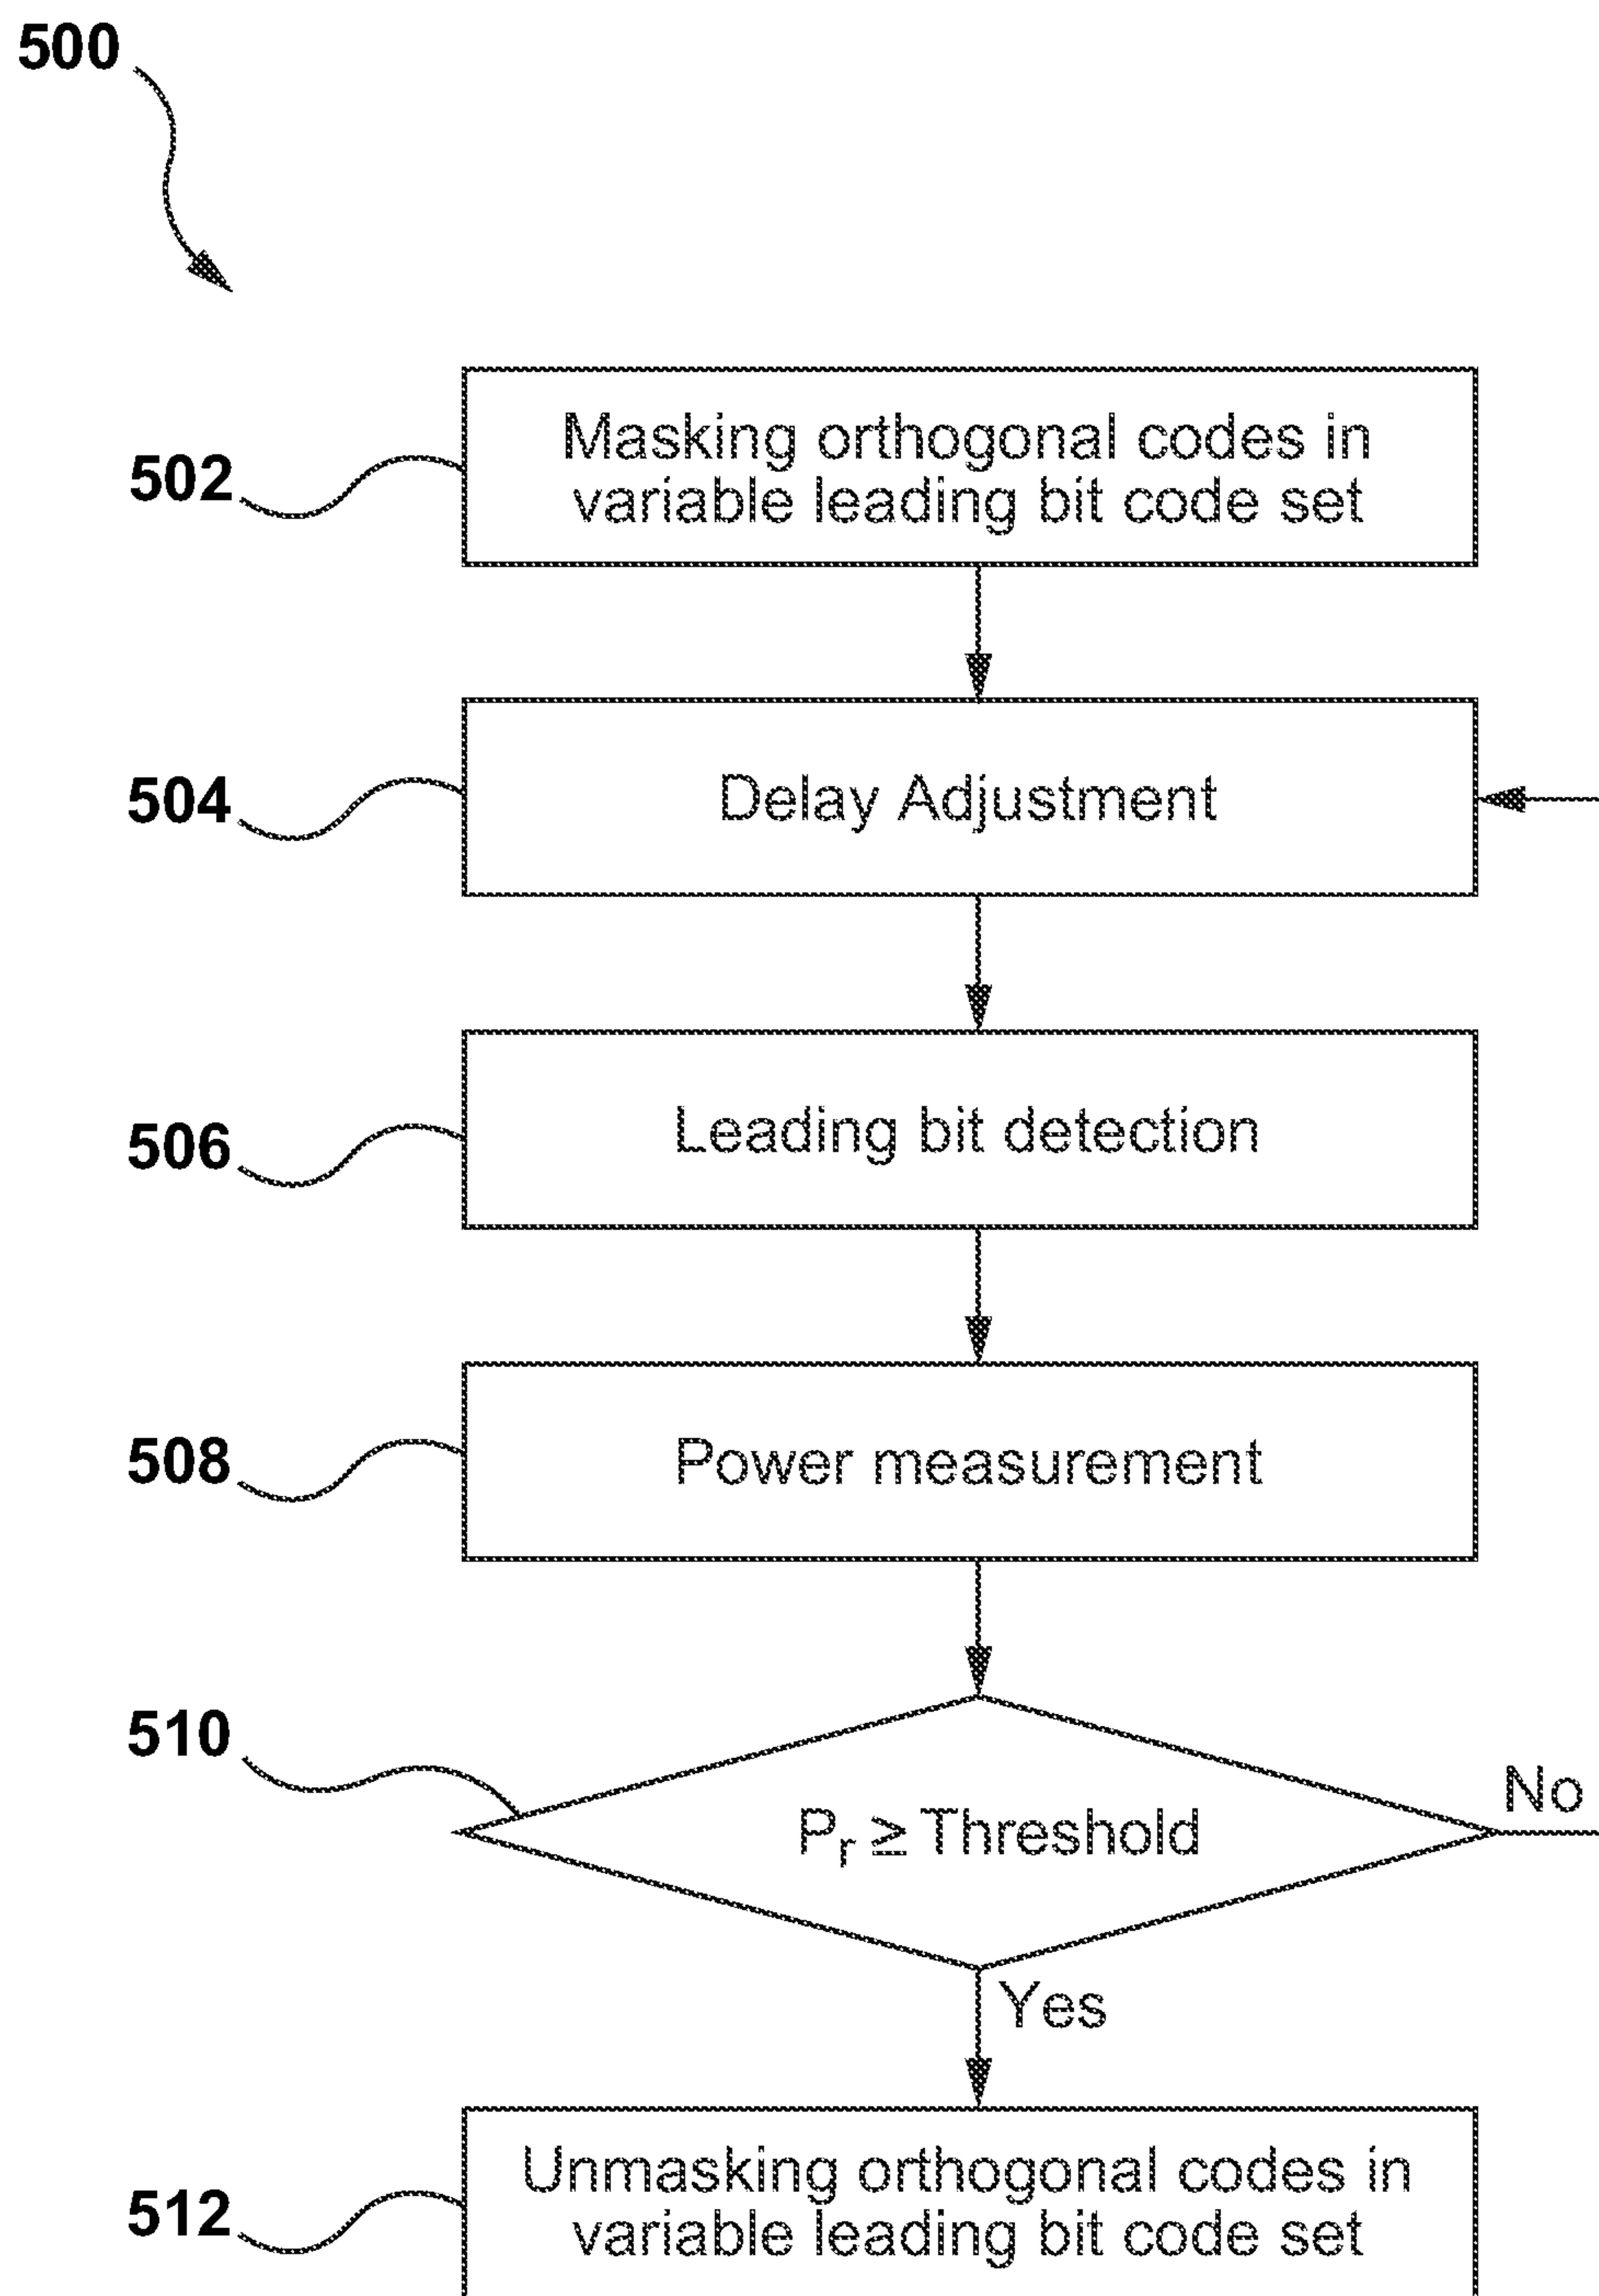 500
502
Masking orthogonal codes in
variable leading bit code set
504
Delay Adjustment
506
Leading bit detection
508
Power measurement
510
Pr ≥ Threshold
No
Yes
512
Unmasking orthogonal codes in
variable leading bit code set